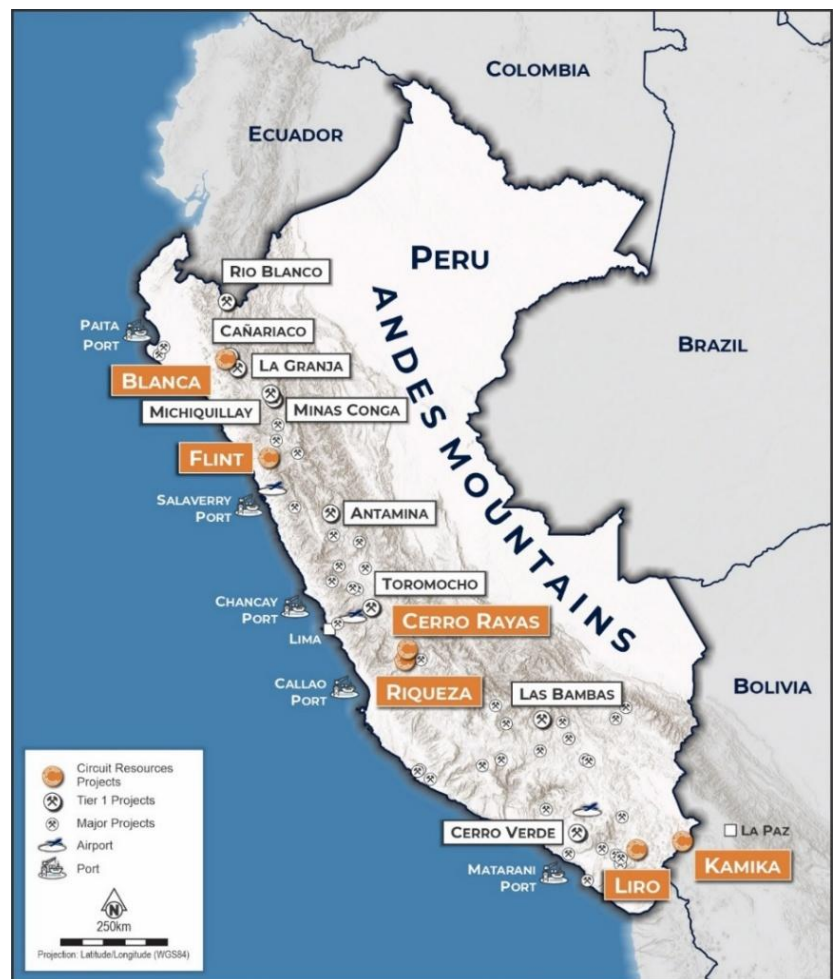 COLOMBIA
ECUADOR
PERU
ANDES MOUNTAINS
RIO BLANCO
PAITA
PORT
CAÑARIACO
LA GRANJA
BRAZIL
BLANCA
MICHIQUILLAY
MINAS CONGA
FLINT
SALAVERRY
PORT
ANTAMINA
CHANCAY
PORT
TOROMOCHO
LIMA
CERRO RAYAS
CALLAO
PORT
RIQUEZA
LAS BAMBAS
BOLIVIA
CERRO VERDE
LA PAZ
MATARANI
PORT
LIRO
KAMIKA
Circuit Resources
Projects
Tier 1 Projects
Major Projects
Airport
Port
N
250km
Projection: Latitude/Longitude (WGS84)